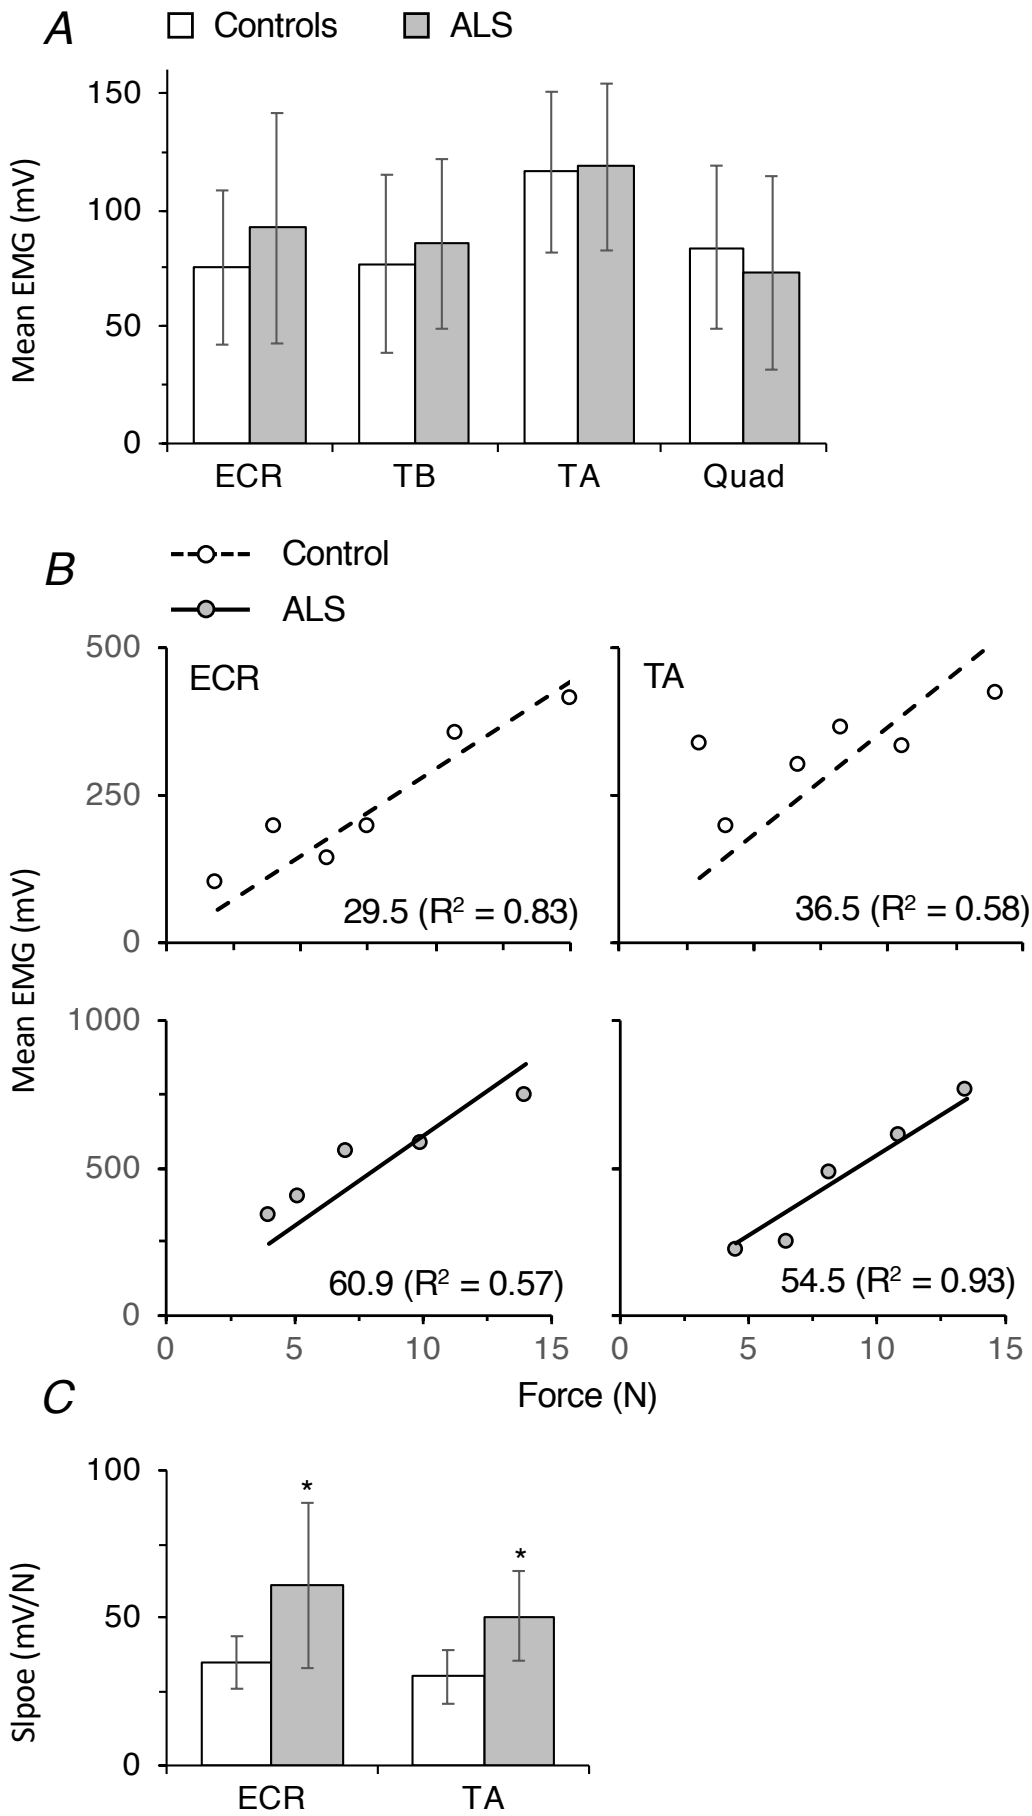 A
Controls ALS
150
100
50
0
Mean EMG (mV)
ECR TB TA Quad
B
Control
ALS
500
250
0
ECR
29.5 (R² = 0.83)
TA
36.5 (R² = 0.58)
Mean EMG (mV)
1000
500
0
60.9 (R² = 0.57)
54.5 (R² = 0.93)
0 5 10 15 0 5 10 15
Force (N)
C
100
50
0
Slpoe (mV/N)
* *
ECR TA